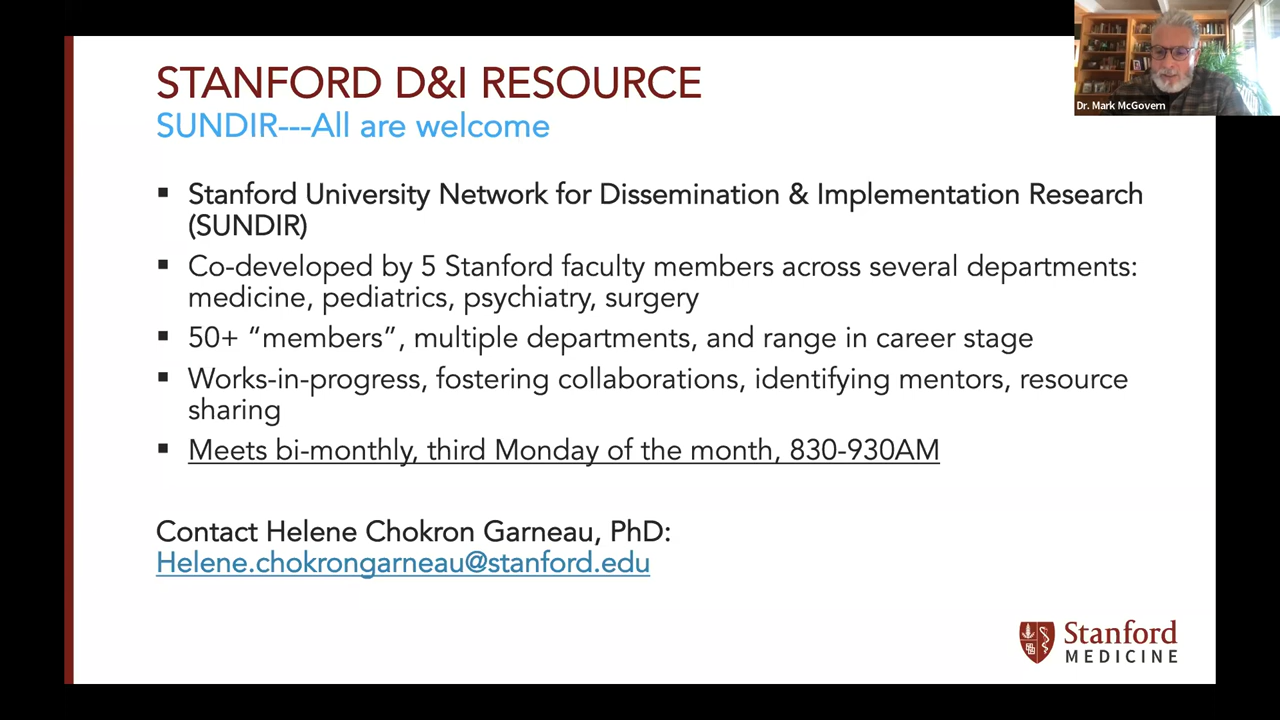 STANFORD D&I RESOURCE
SUNDIR---All are welcome
Dr. Mark McGovern
▪ Stanford University Network for Dissemination & Implementation Research
(SUNDIR)
▪ Co-developed by 5 Stanford faculty members across several departments:
medicine, pediatrics, psychiatry, surgery
▪ 50+ “members”, multiple departments, and range in career stage
▪ Works-in-progress, fostering collaborations, identifying mentors, resource
sharing
▪ Meets bi-monthly, third Monday of the month, 830-930AM
Contact Helene Chokron Garneau, PhD:
Helene.chokrongarneau@stanford.edu
Stanford
MEDICINE